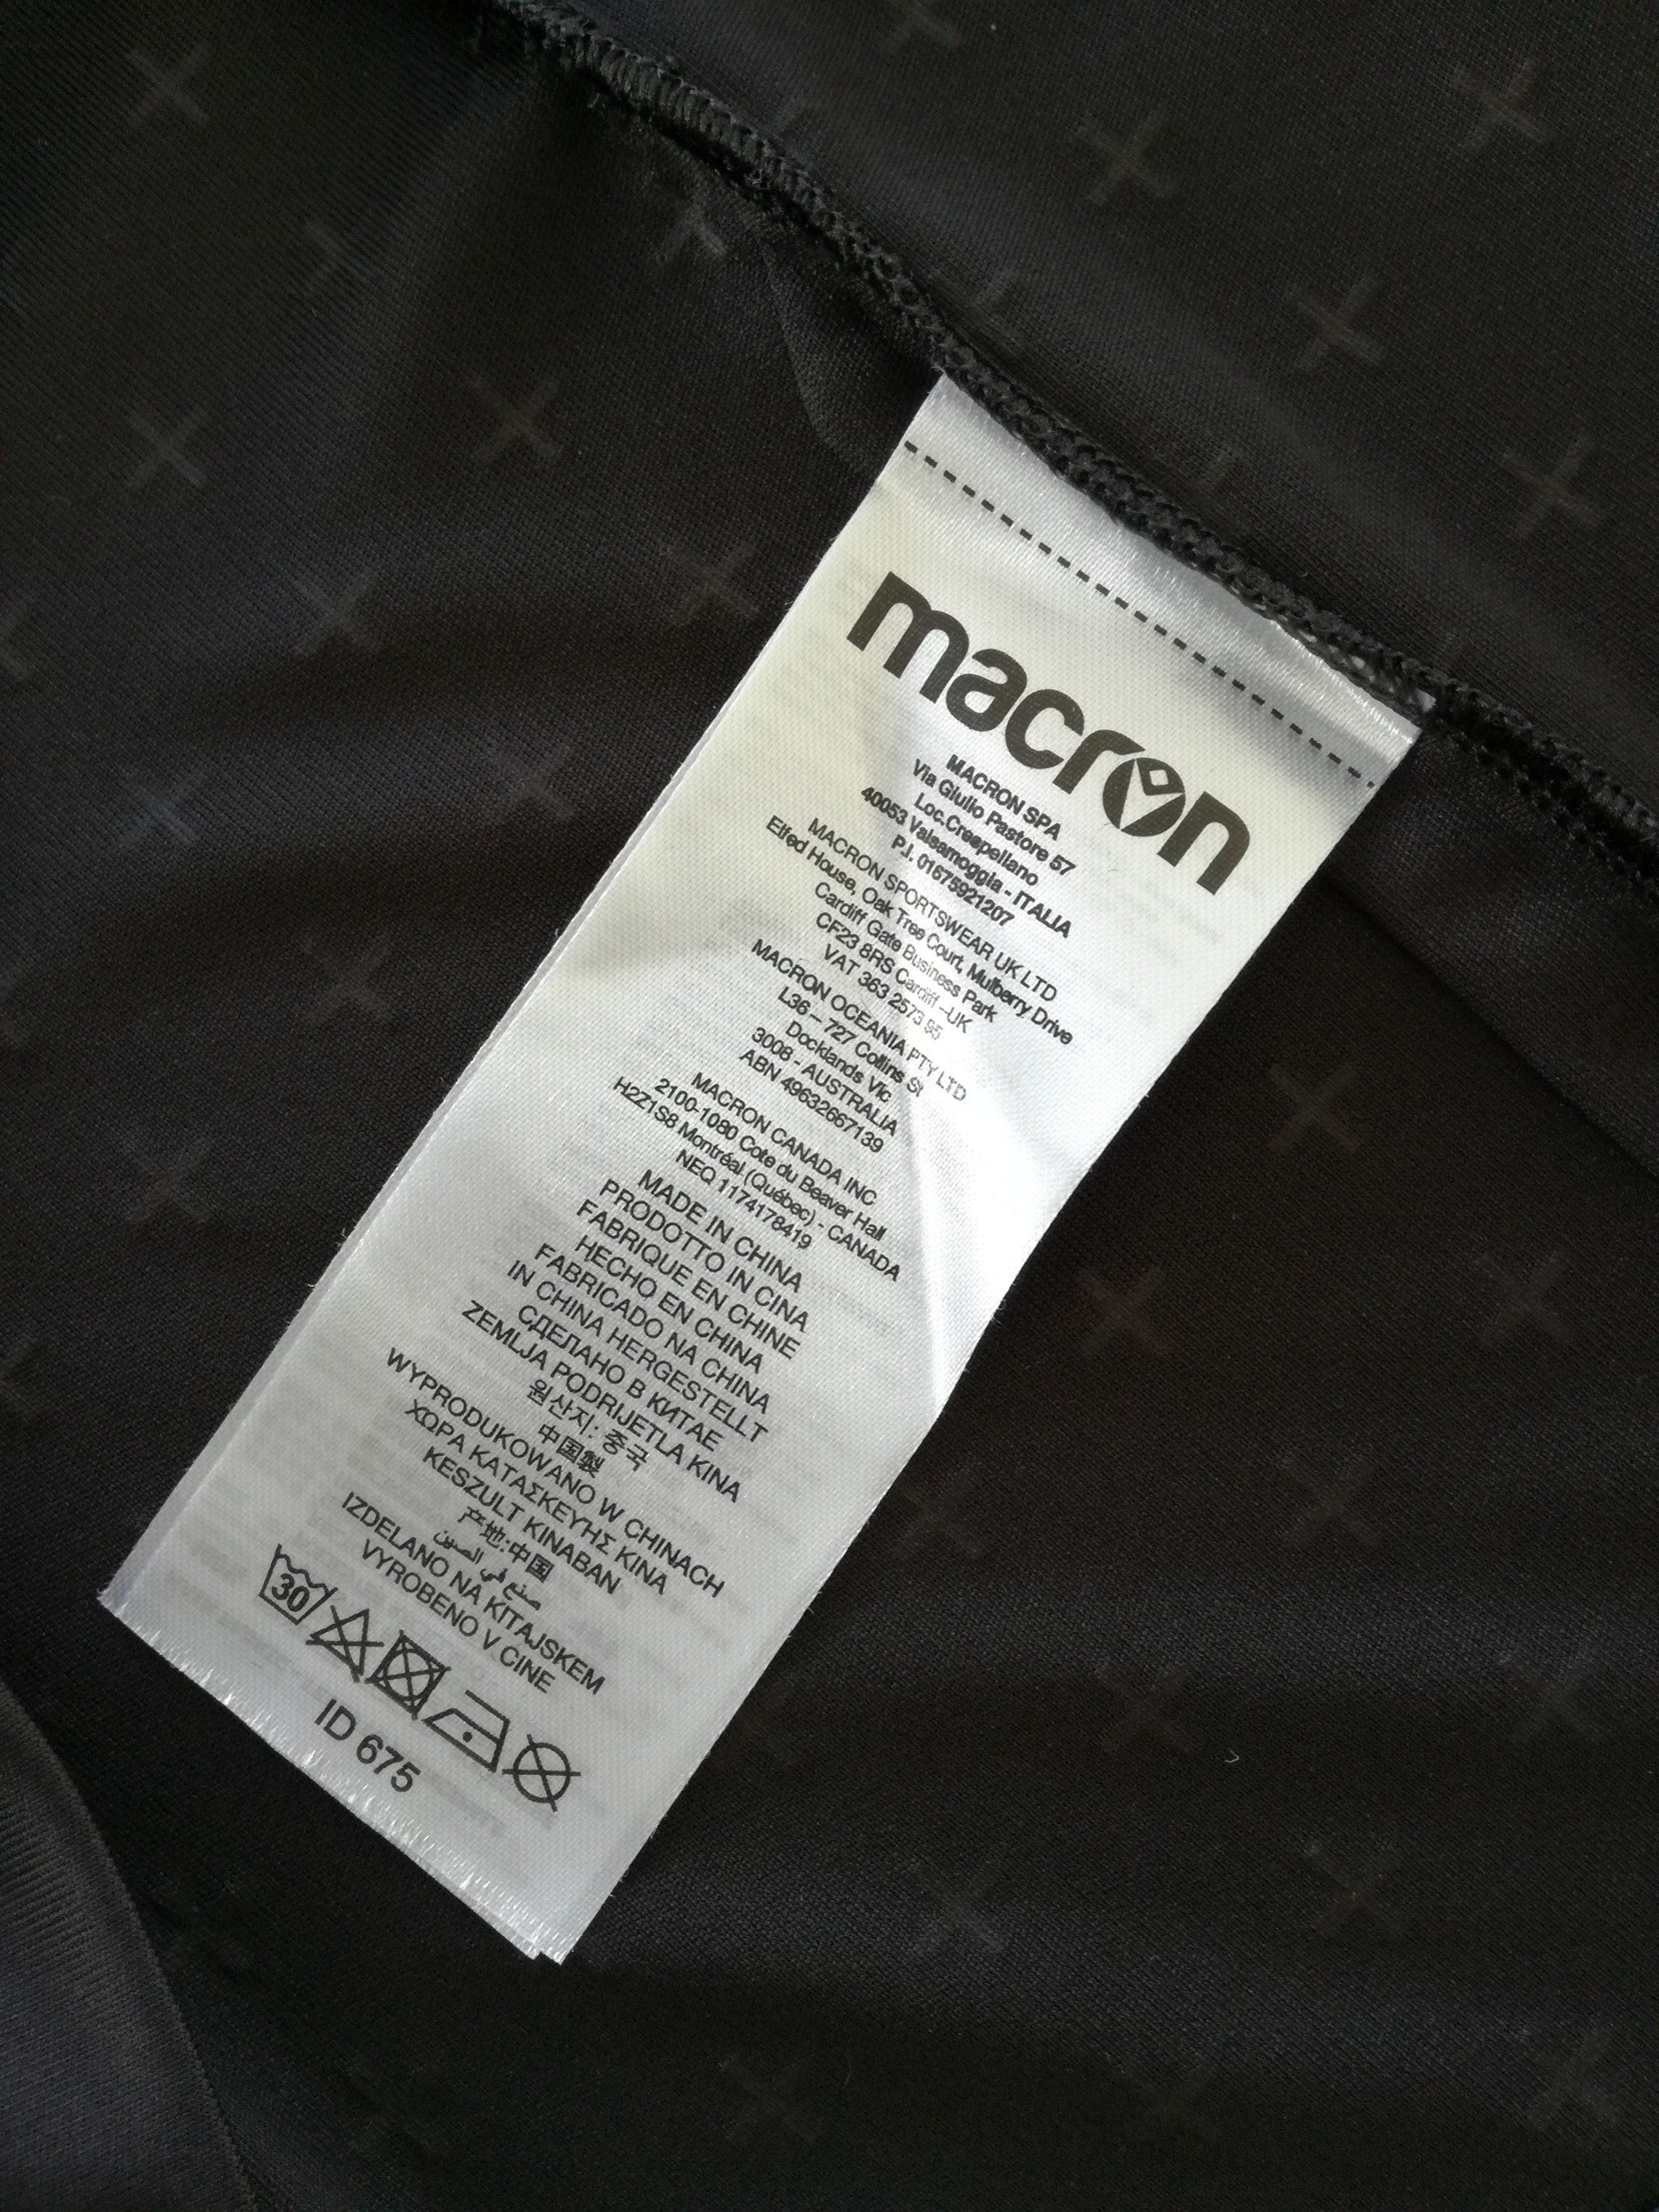 macron
MACRON SPA
Via Giulio Pastore 57
Loc.Crespellano
40053 Valsamoggia - ITALIA
P.I. 01675921207
MACRON SPORTSWEAR UK LTD
Elfed House, Oak Tree Court, Mulberry Drive
Cardiff Gate Business Park
CF23 8RS Cardiff –UK
VAT 363 2573 95
MACRON OCEANIA PTY LTD
L36 – 727 Collins St
Docklands Vic
3008 - AUSTRALIA
ABN 49632667139
MACRON CANADA INC
2100-1080 Cote du Beaver Hall
H2Z1S8 Montréal (Québec) - CANADA
NEQ 1174178419
MADE IN CHINA
PRODOTTO IN CINA
FABRIQUE EN CHINE
HECHO EN CHINA
FABRICADO NA CHINA
IN CHINA HERGESTELLT
СДЕЛАНО В КИТАЕ
ZEMLJA PODRIJETLA KINA
원산지: 중국
中国製
WYPRODUKOWANO W CHINACH
ΧΩΡΑ ΚΑΤΑΣΚΕΥΉΣ ΚΙΝΑ
KESZULT KINABAN
产地:中国
صنع في الصين
IZDELANO NA KITAJSKEM
VYROBENO V CINE
30
ID 675